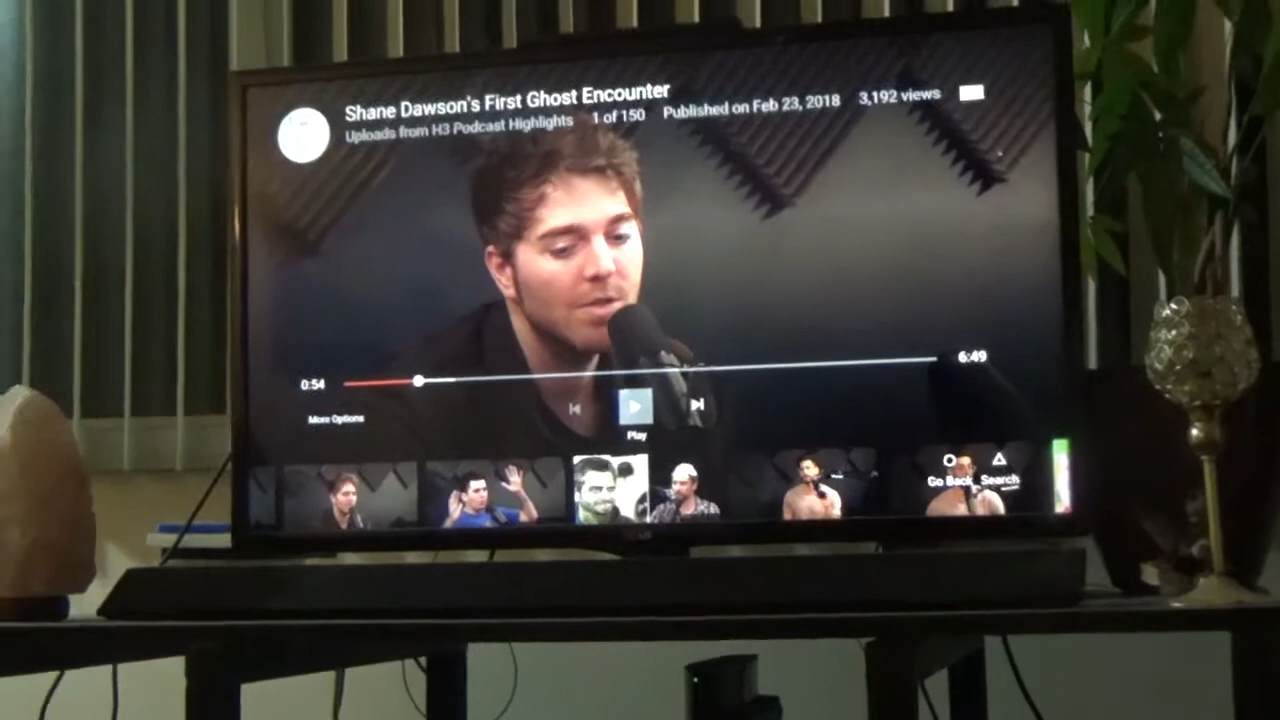 Shane Dawson's First Ghost Encounter
Uploads from H3 Podcast Highlights 1 of 150 Published on Feb 23, 2018 3,192 views
0:54 6:49
More Options
Play
Go Back Search
LG